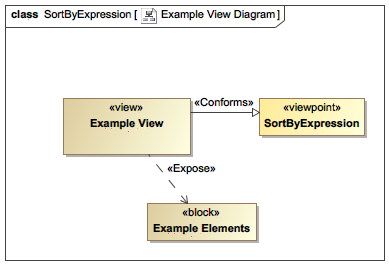 class SortByExpression [ Example View Diagram ]
«view»
Example View
«Conforms»
«viewpoint»
SortByExpression
«Expose»
«block»
Example Elements